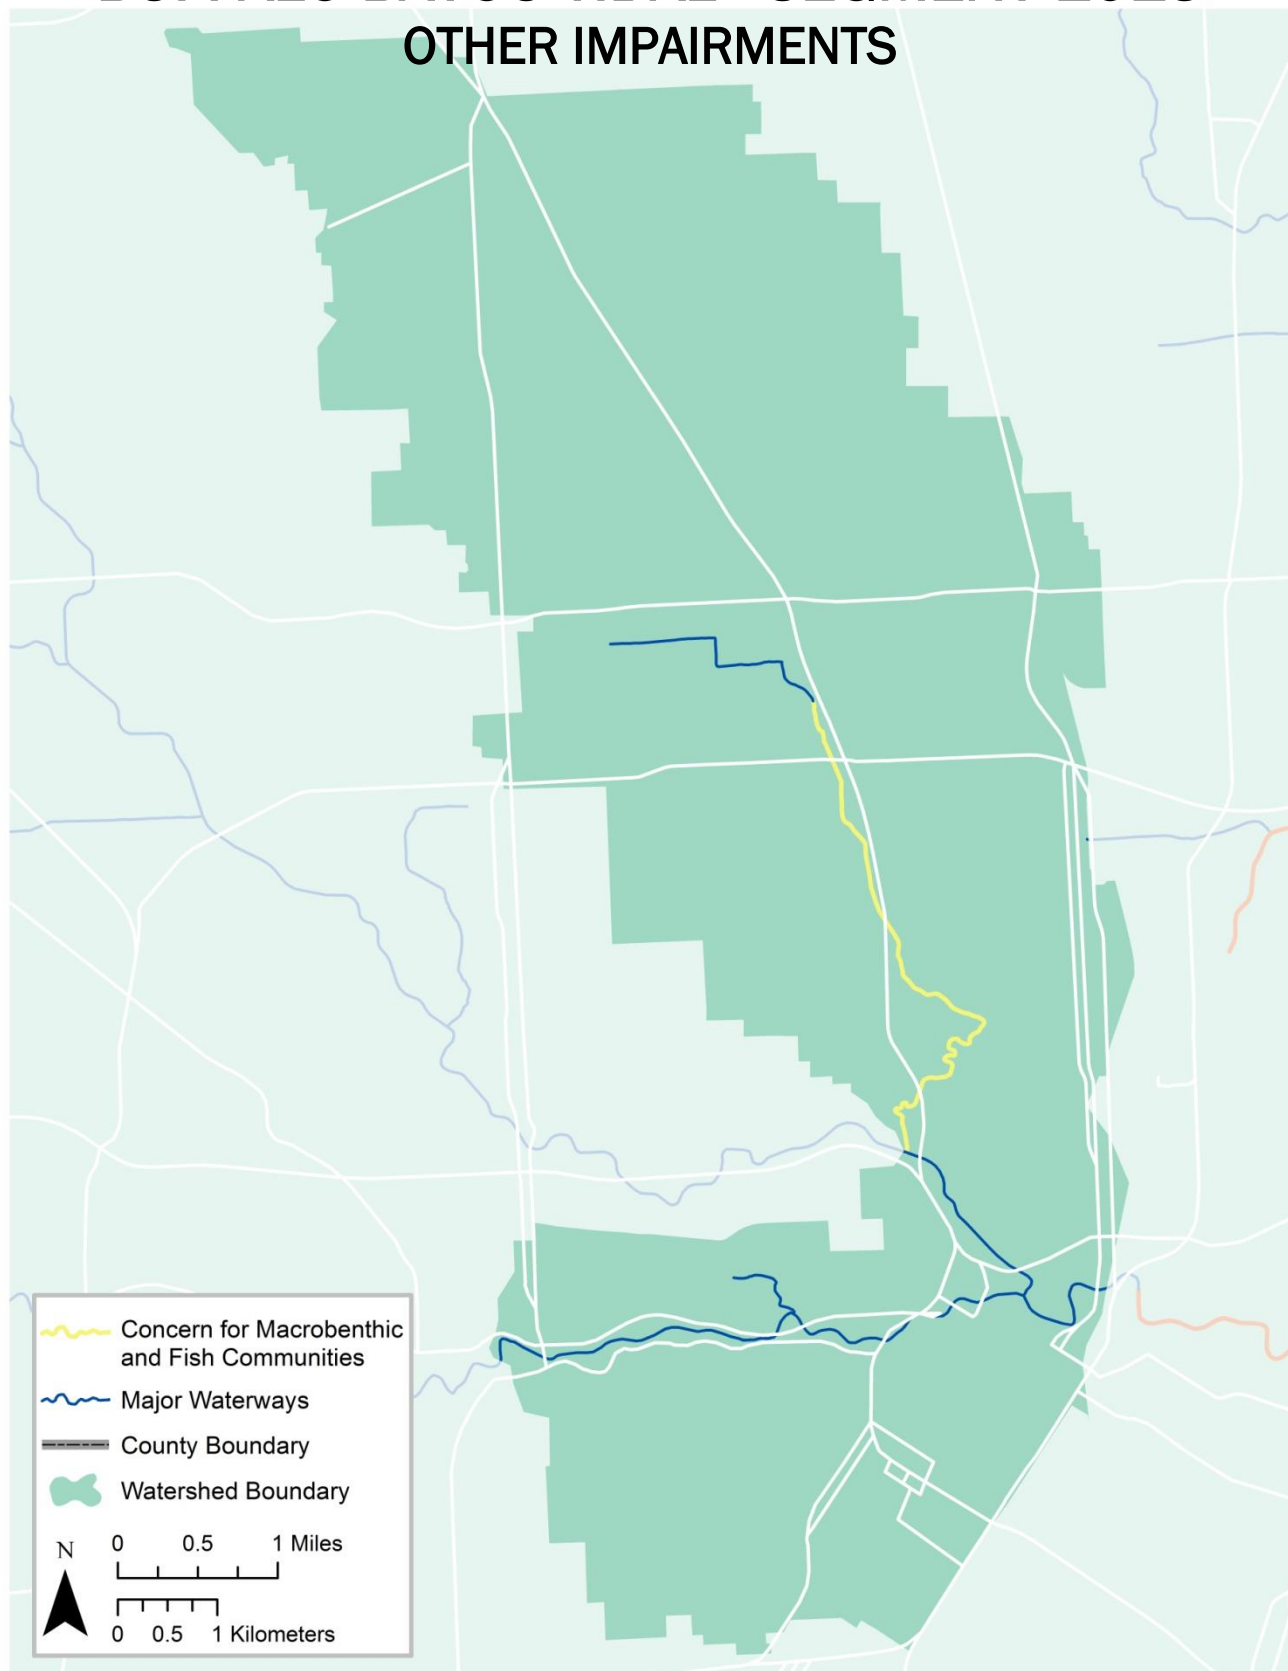 OTHER IMPAIRMENTS
Concern for Macrobenthic
and Fish Communities
Major Waterways
County Boundary
Watershed Boundary
N
0 0.5 1 Miles
0 0.5 1 Kilometers